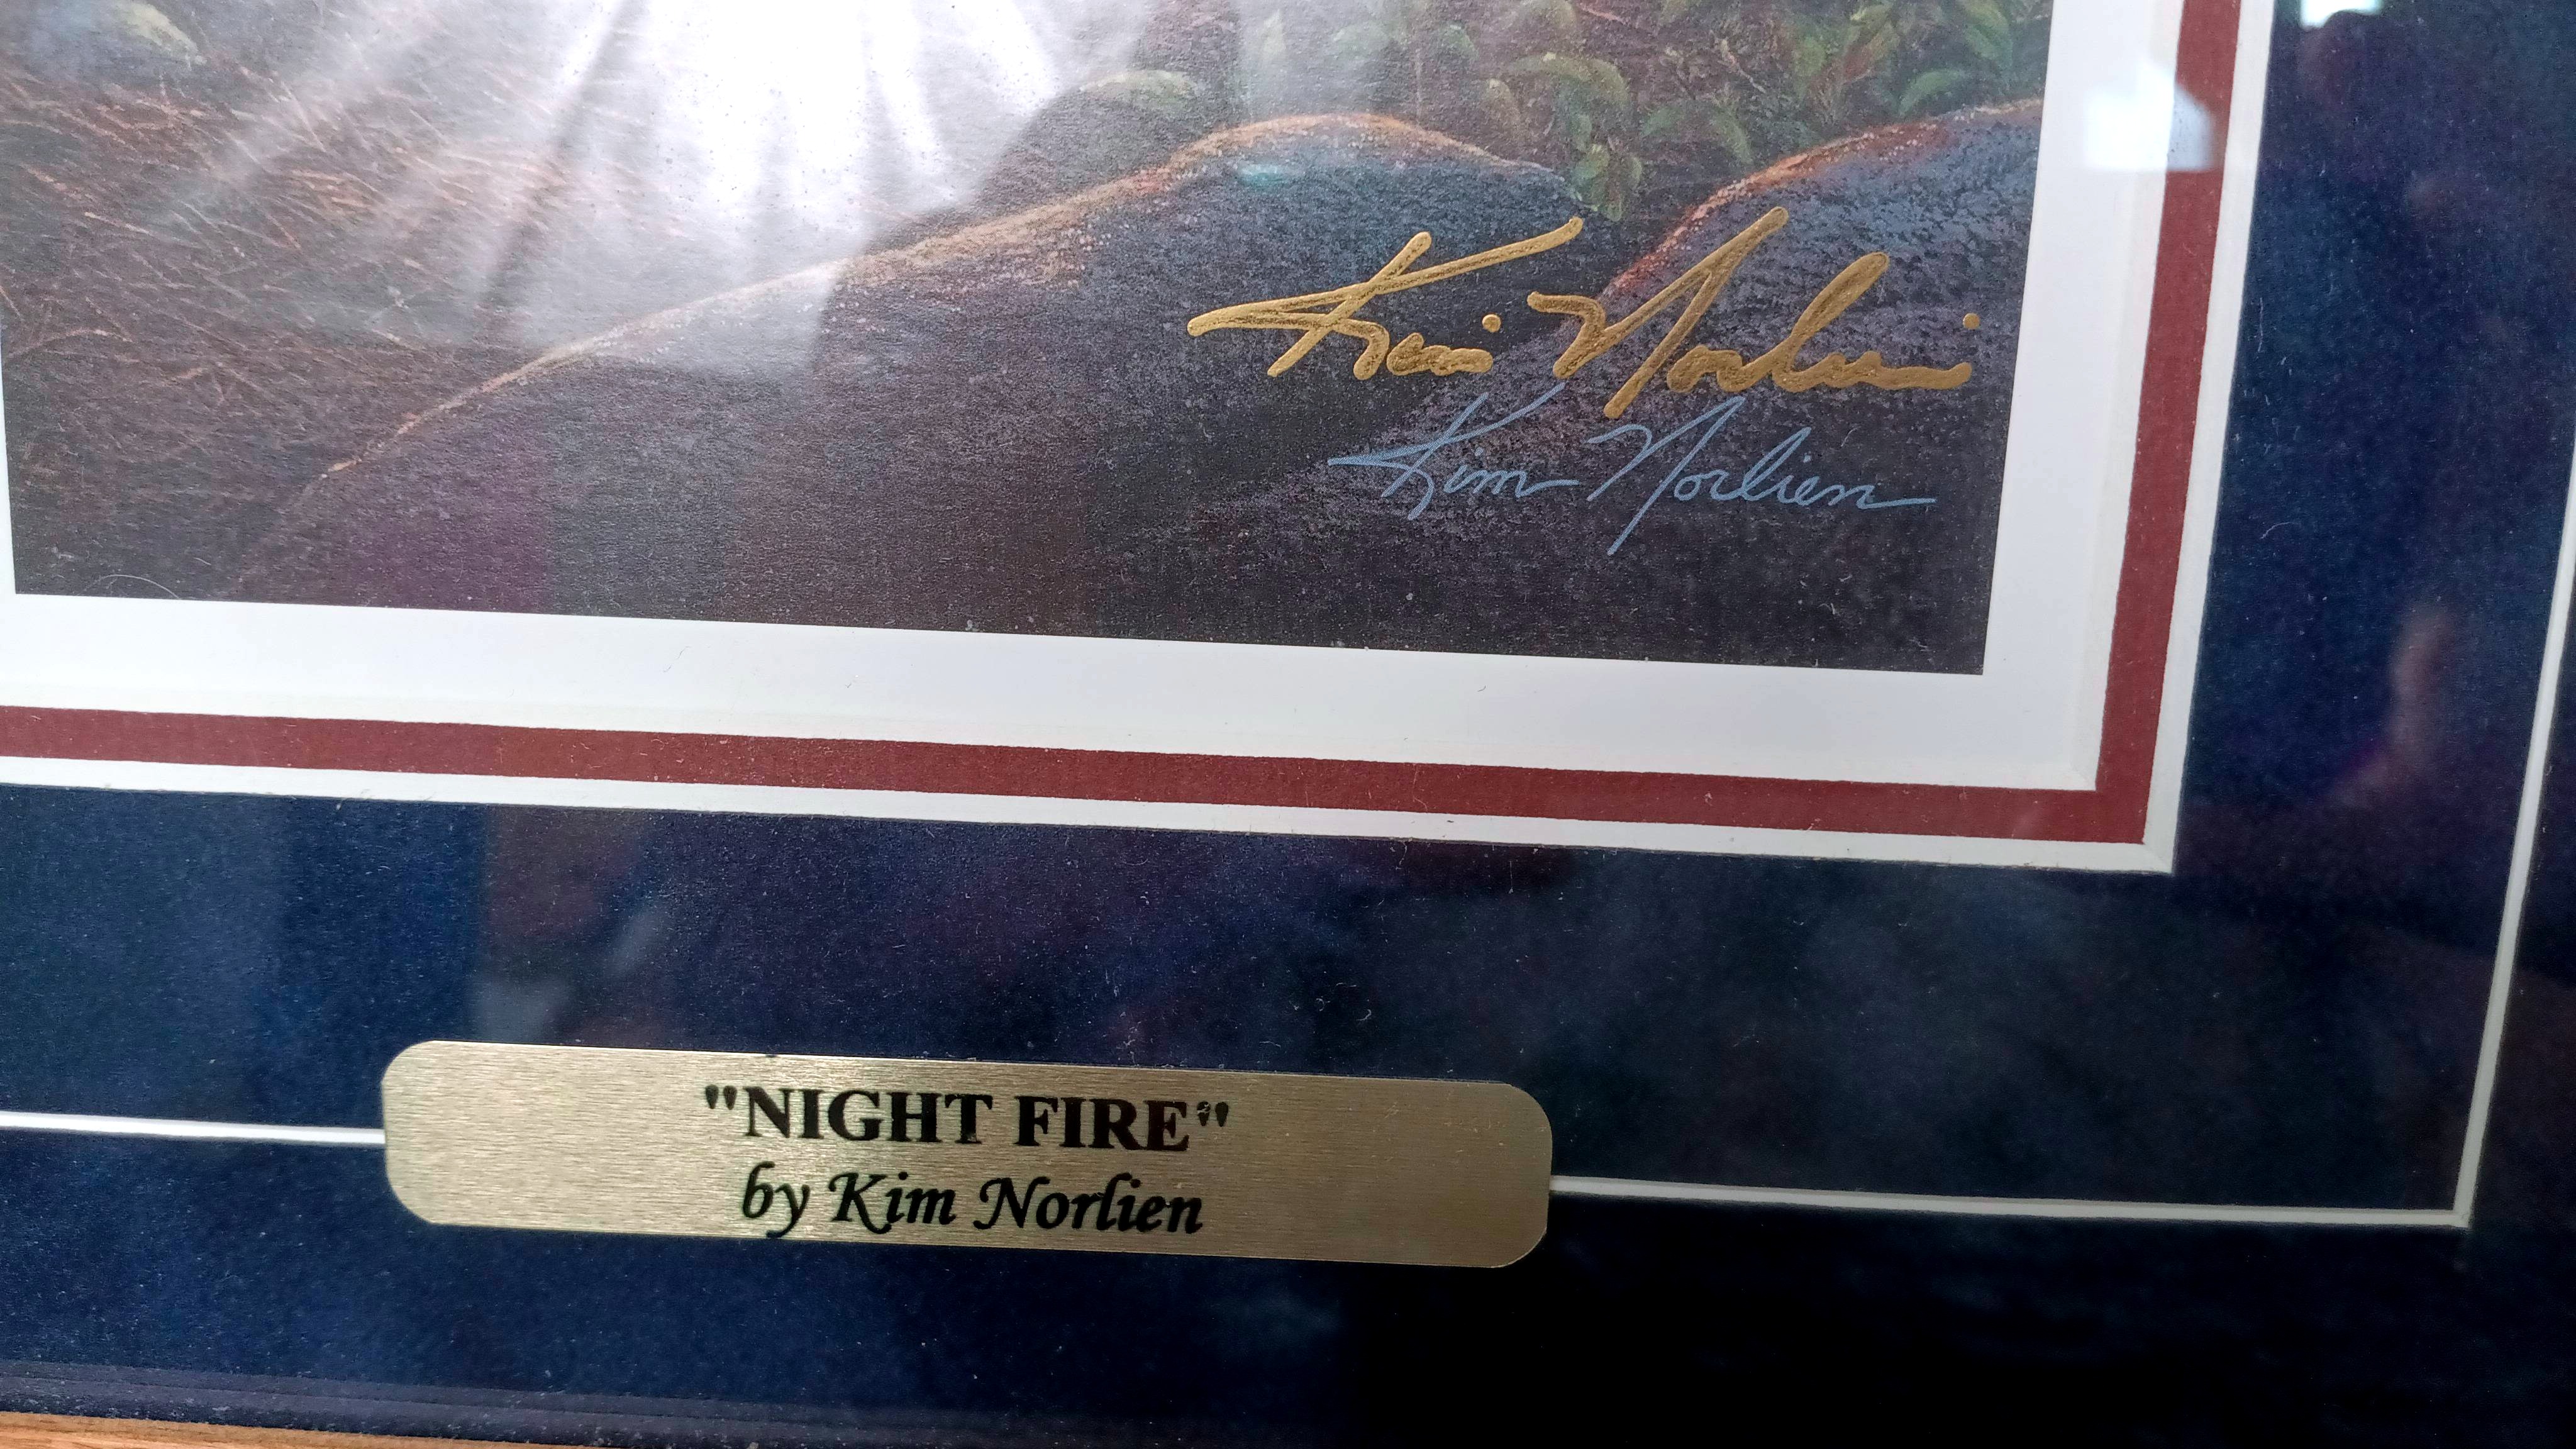 Kim Norlien
Kim Norlien
"NIGHT FIRE"
by Kim Norlien